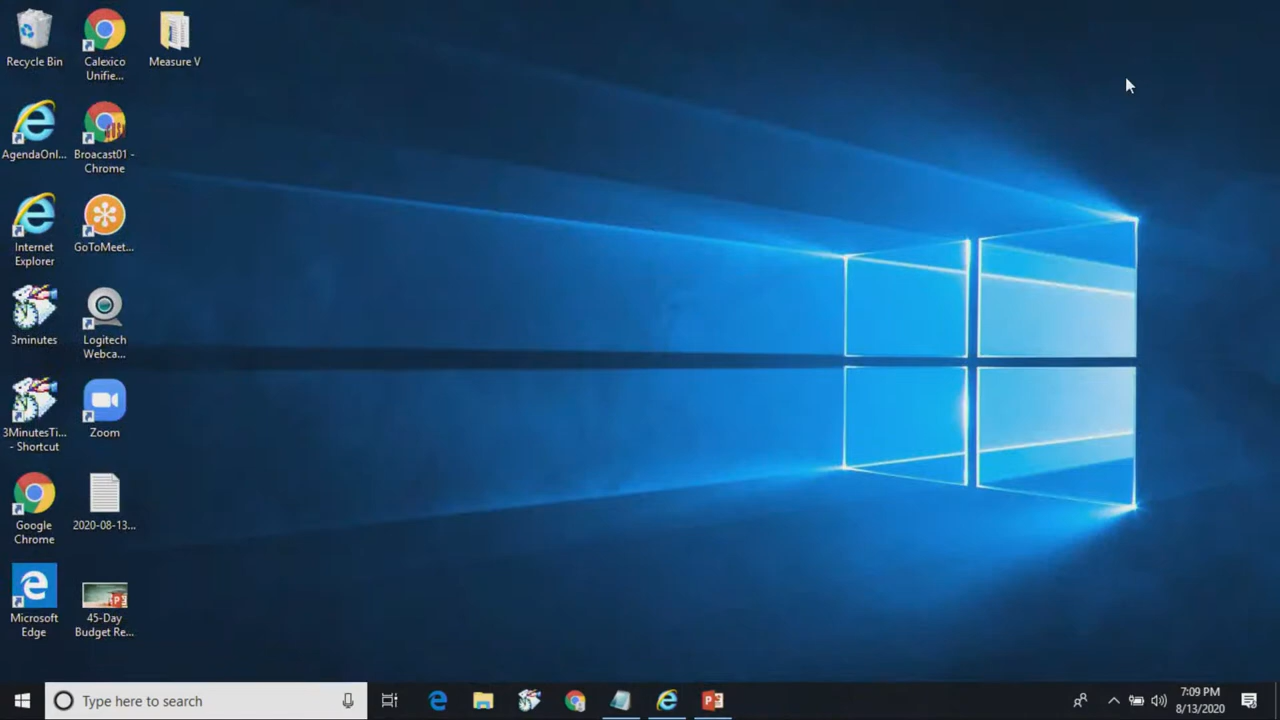 Recycle Bin
Calexico
Unifie...
Measure V
AgendaOnl...
Broacast01 -
Chrome
Internet
Explorer
GoToMeet...
3minutes
Logitech
Webca...
3MinutesTi...
- Shortcut
Zoom
Google
Chrome
2020-08-13...
Microsoft
Edge
45-Day
Budget Re...
Type here to search
7:09 PM
8/13/2020